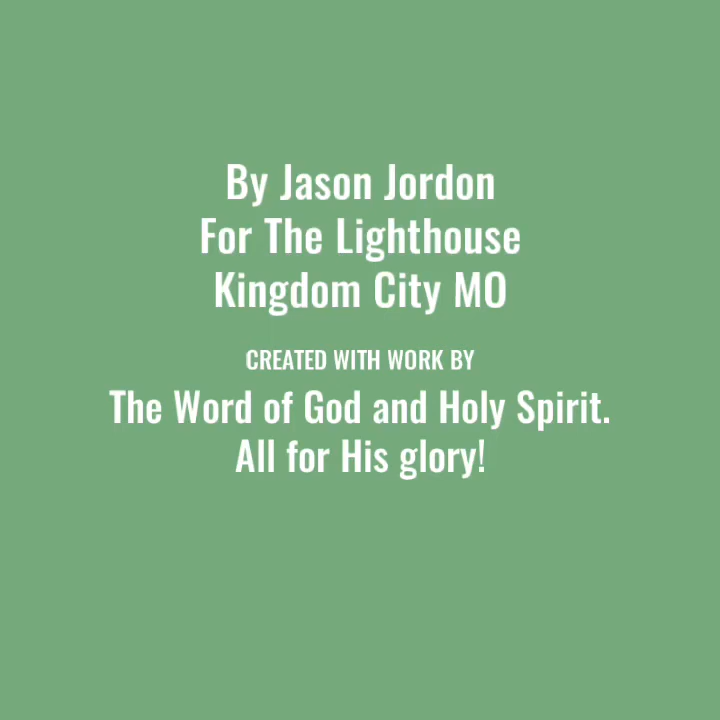 By Jason Jordon
For The Lighthouse
Kingdom City MO
CREATED WITH WORK BY
The Word of God and Holy Spirit.
All for His glory!